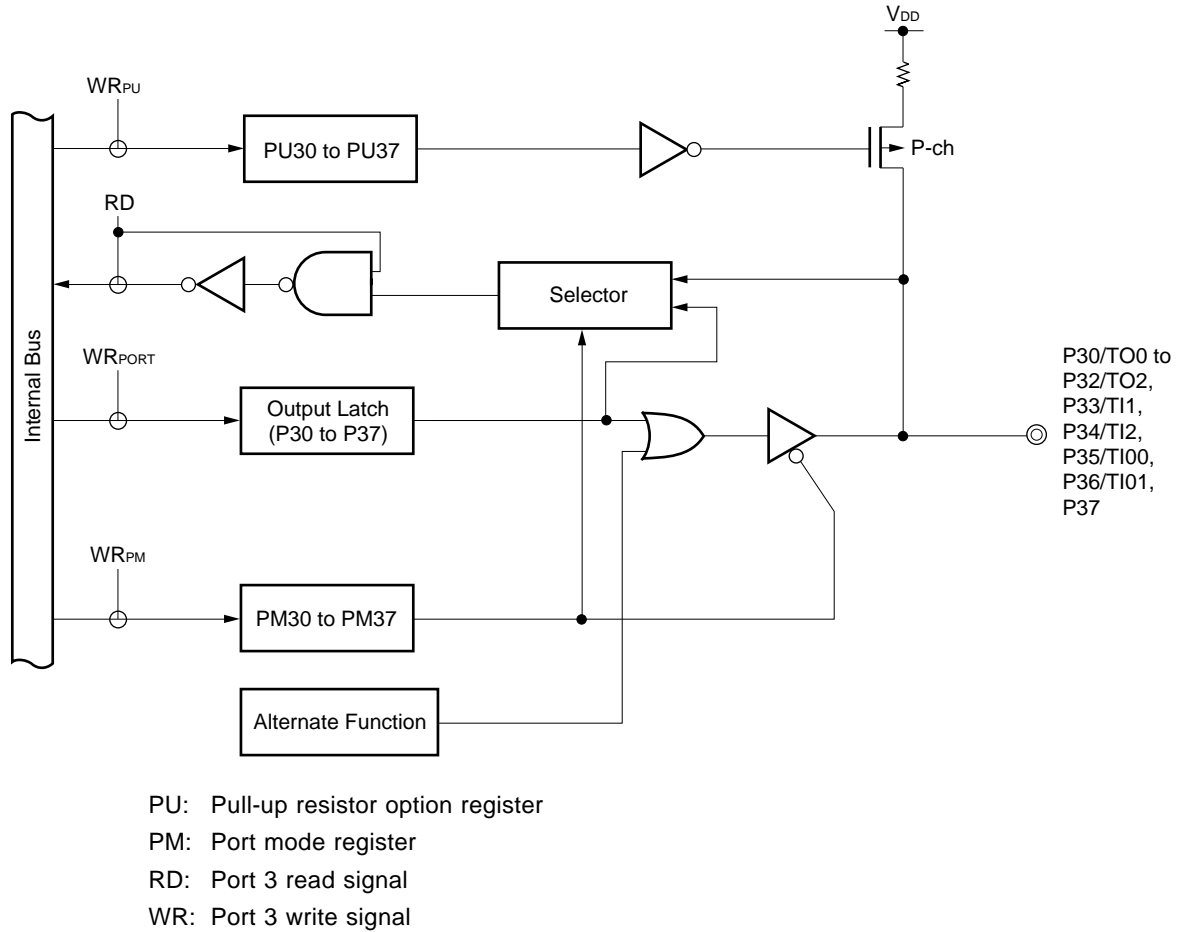 VDD
WRPU
PU30 to PU37
P-ch
RD
Selector
Internal Bus
WRPORT
Output Latch
(P30 to P37)
P30/TO0 to
P32/TO2,
P33/TI1,
P34/TI2,
P35/TI00,
P36/TI01,
P37
WRPM
PM30 to PM37
Alternate Function
PU: Pull-up resistor option register
PM: Port mode register
RD: Port 3 read signal
WR: Port 3 write signal